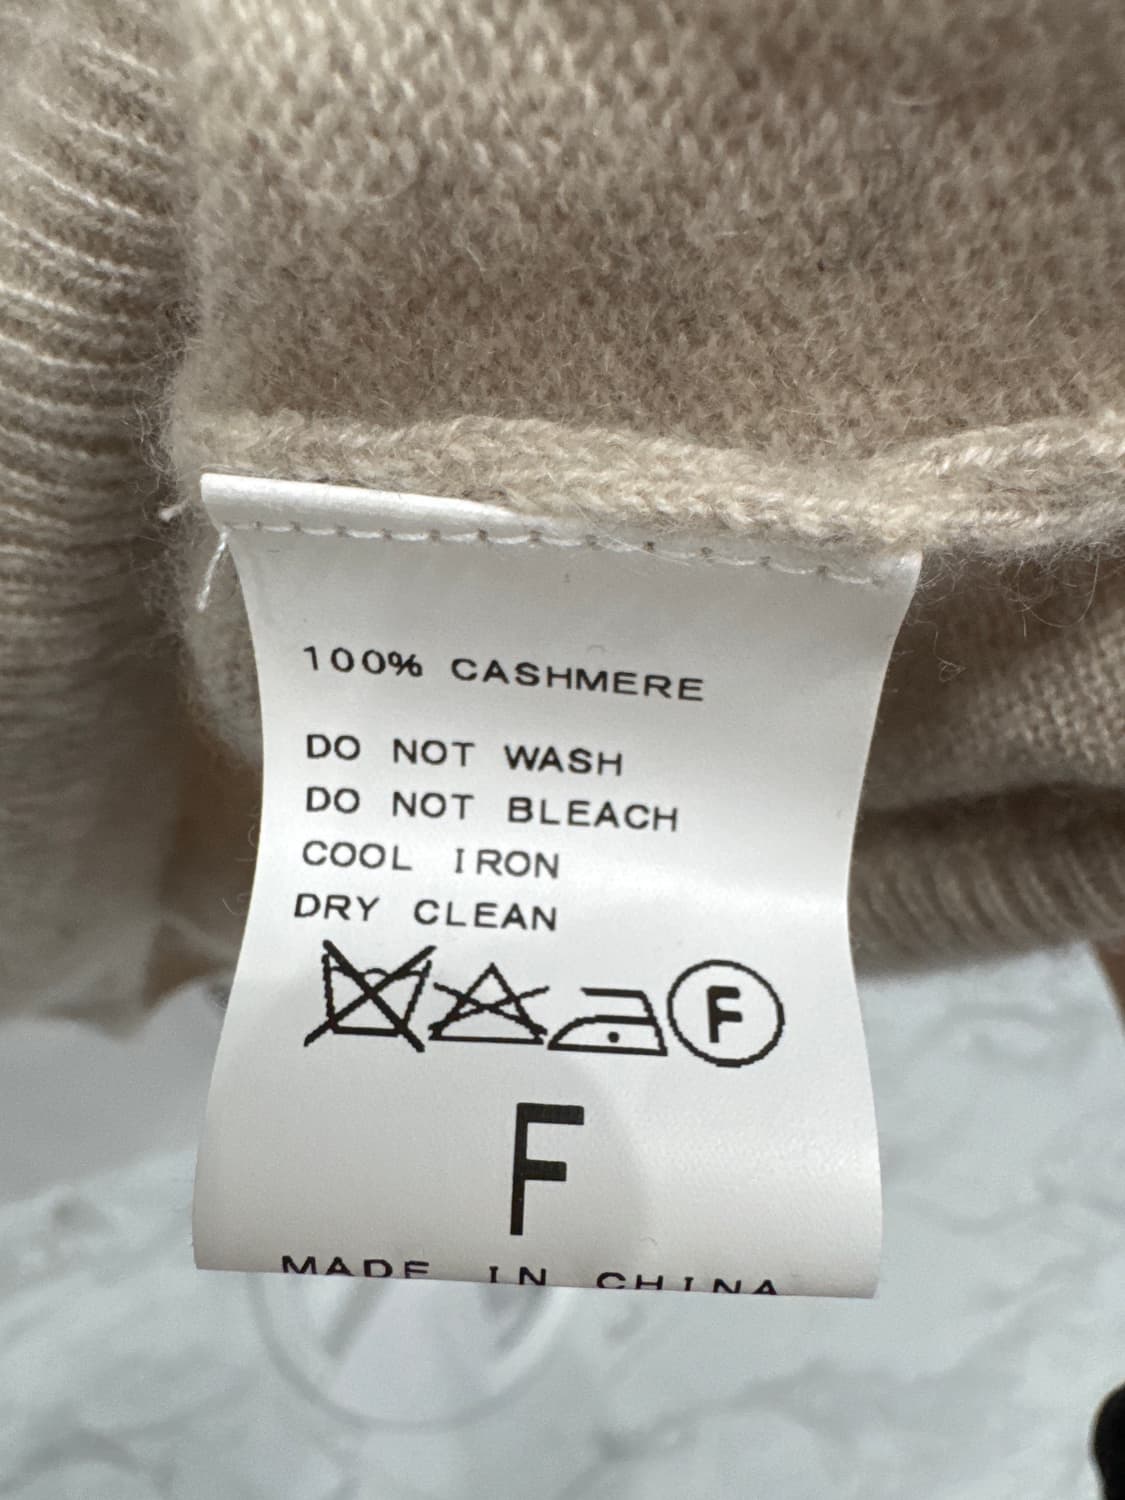 100% CASHMERE
DO NOT WASH
DO NOT BLEACH
COOL IRON
DRY CLEAN
F
F
MADE IN CHINA